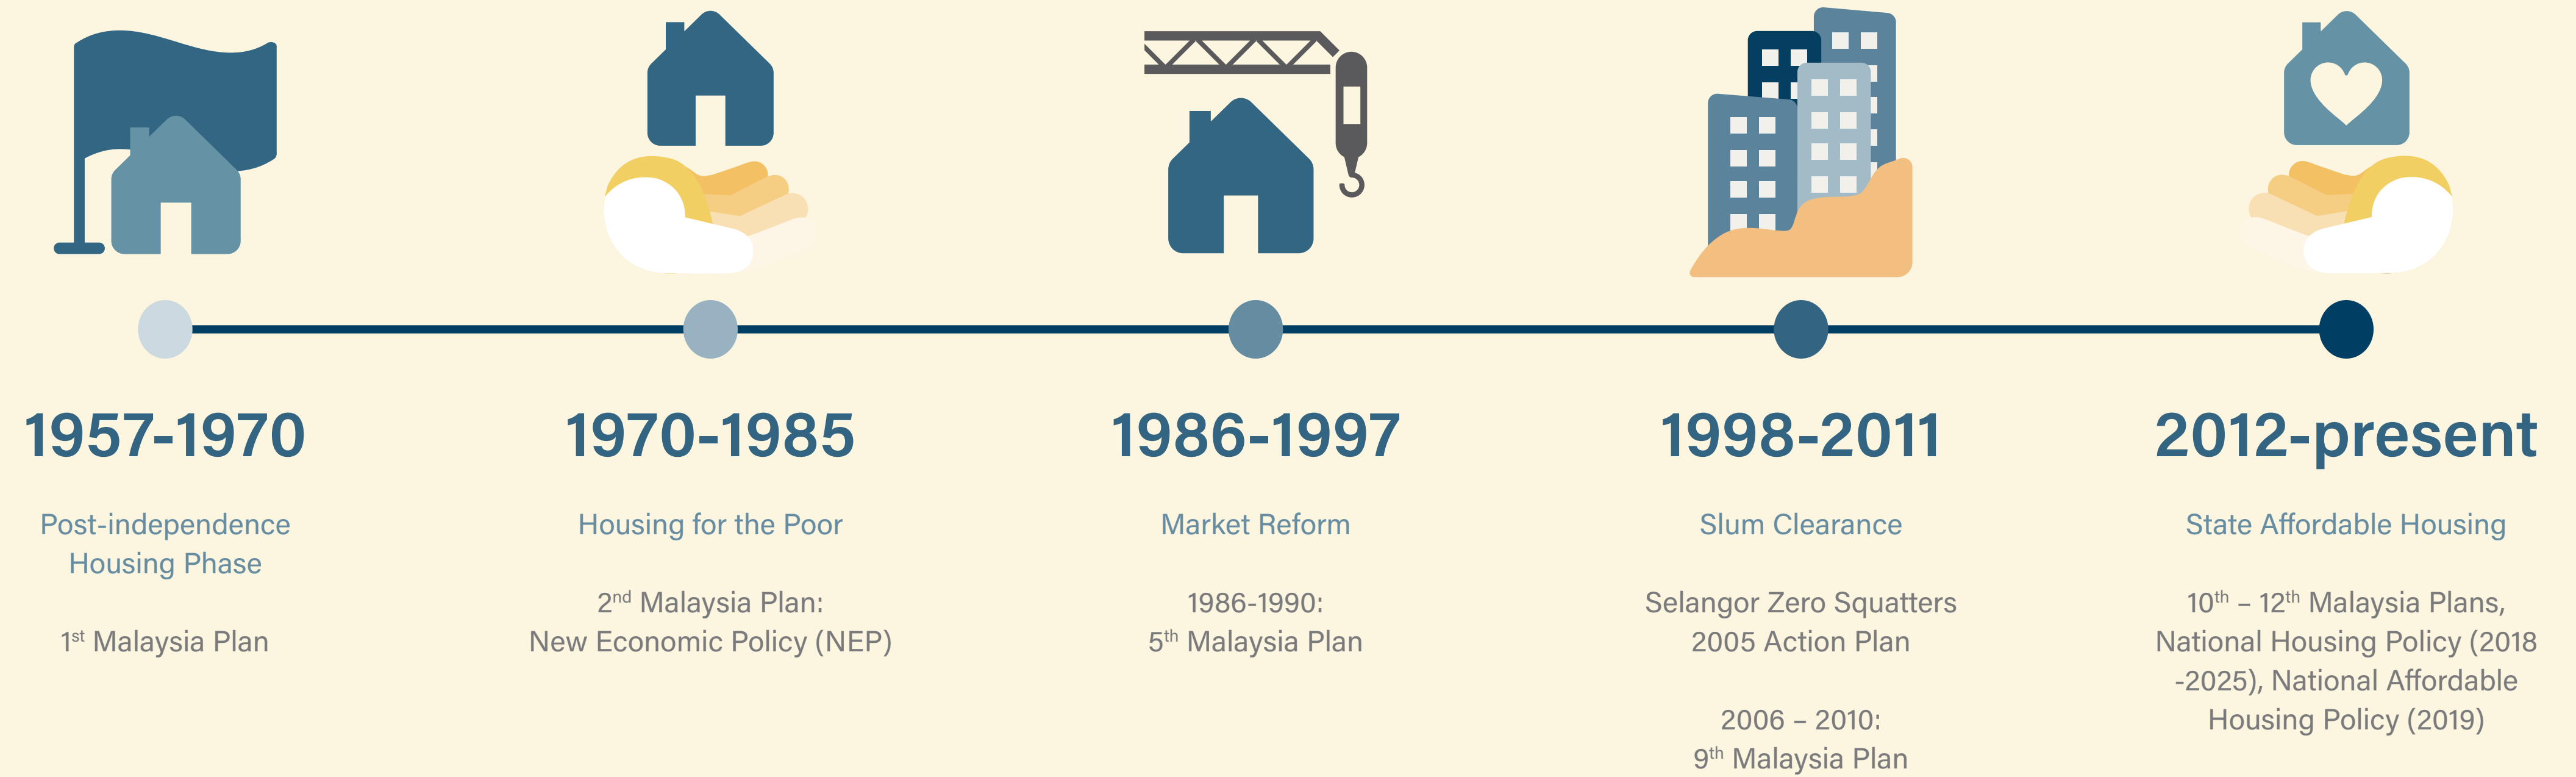 1957-1970
Post-independence
Housing Phase
1st Malaysia Plan
1970-1985
Housing for the Poor
2nd Malaysia Plan:
New Economic Policy (NEP)
1986-1997
Market Reform
1986-1990:
5th Malaysia Plan
1998-2011
Slum Clearance
Selangor Zero Squatters
2005 Action Plan
2006 – 2010:
9th Malaysia Plan
2012-present
State Affordable Housing
10th – 12th Malaysia Plans,
National Housing Policy (2018
-2025), National Affordable
Housing Policy (2019)